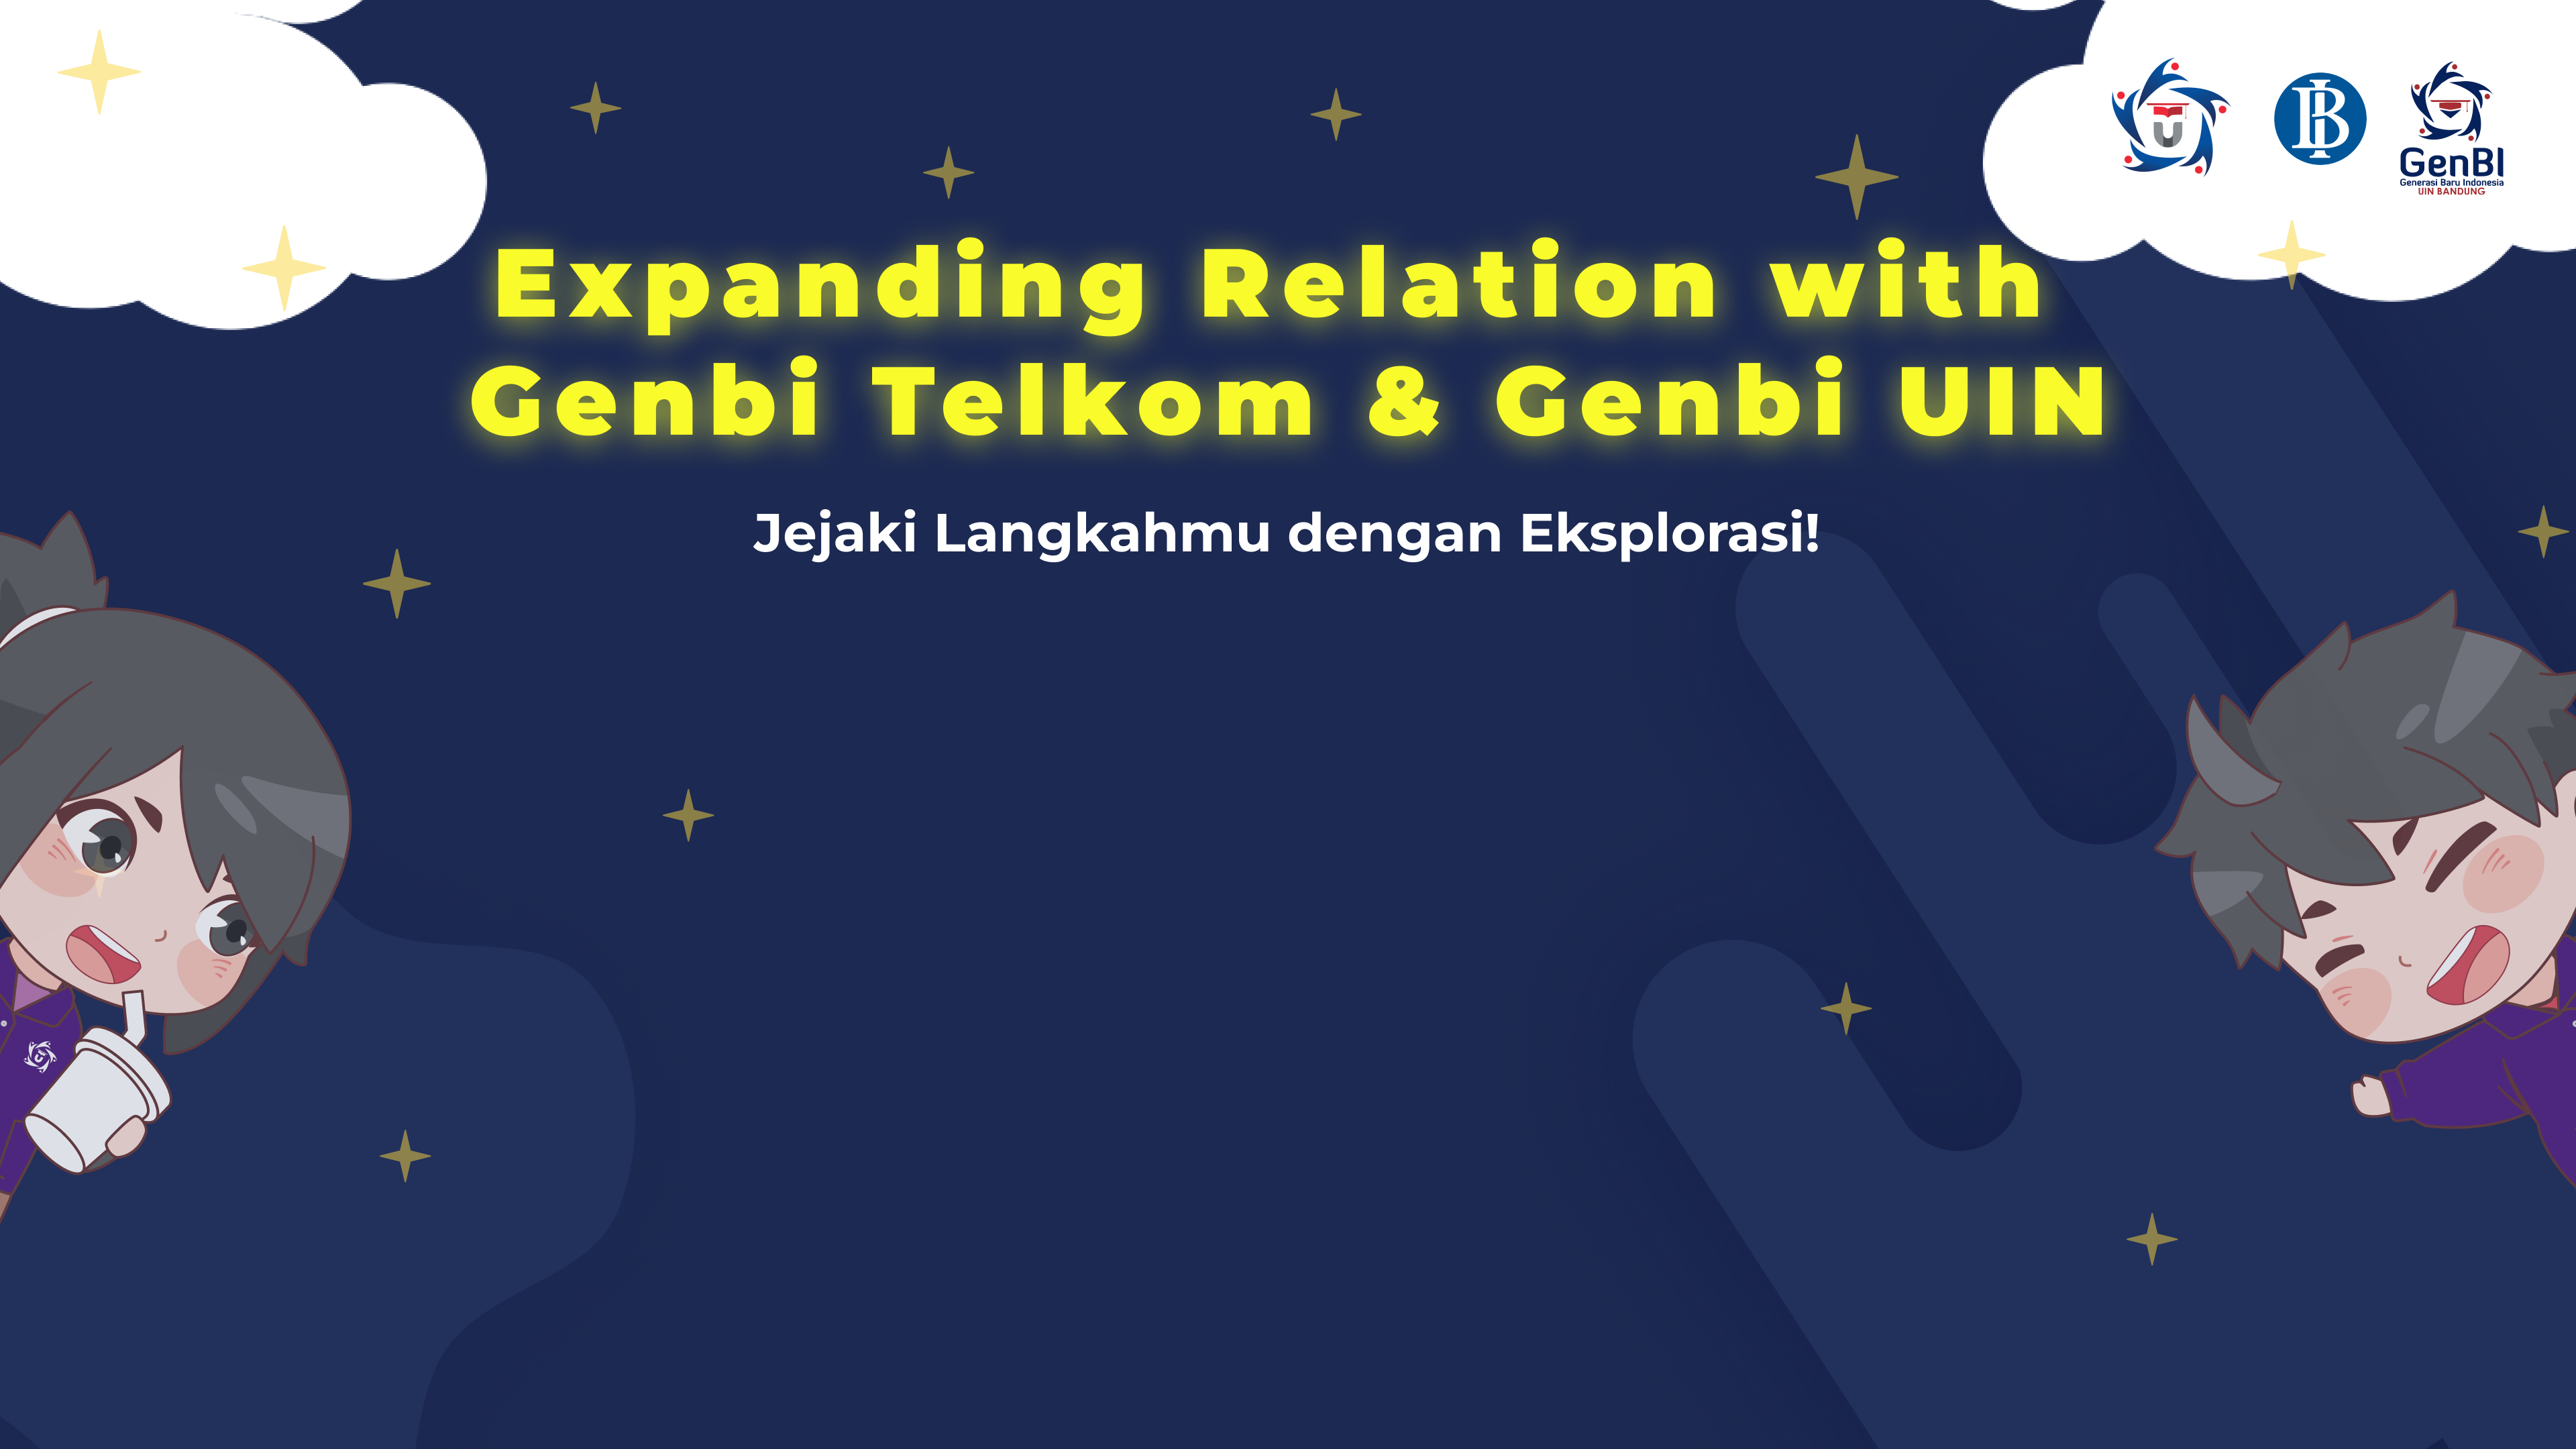 GenBI
Generasi Baru Indonesia
UIN BANDUNG
Expanding Relation with
Genbi Telkom & Genbi UIN
Jejaki Langkahmu dengan Eksplorasi!